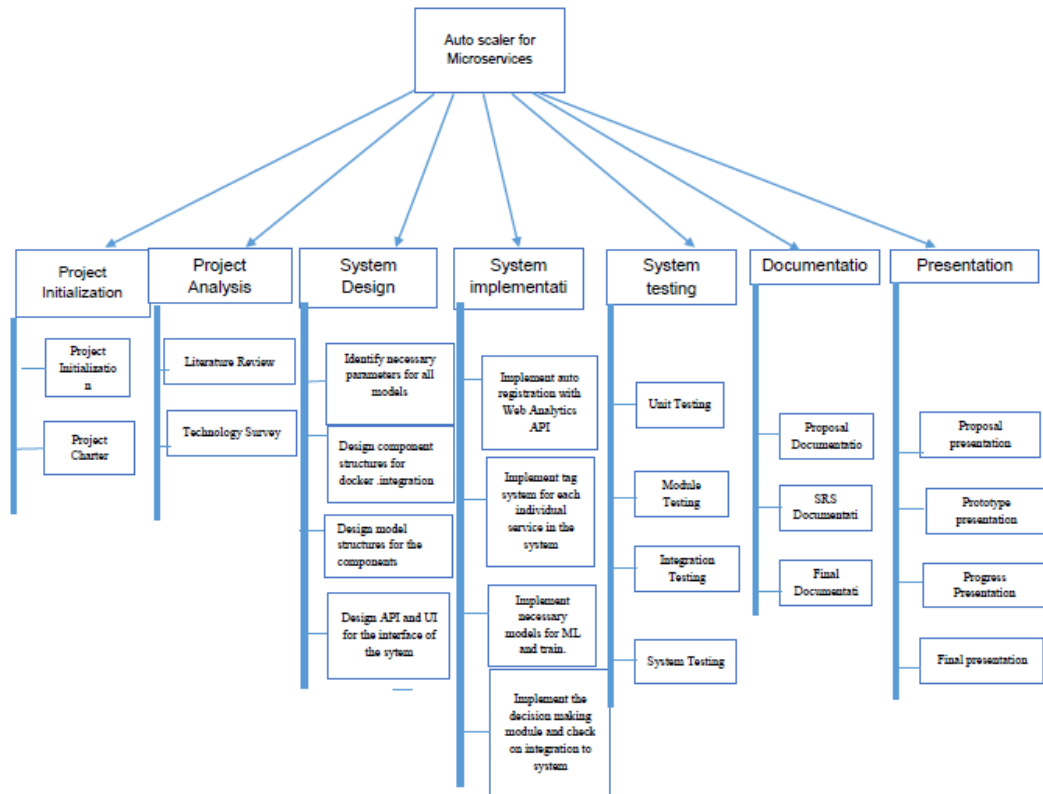 Auto scaler for
Microservices
Project
Initialization
Project
Initializatio
n
Project
Charter
Project
Analysis
Literature Review
Technology Survey
System
Design
Identify necessary
parameters for all
models
Design component
structures for
docker .integration
Design model
structures for the
components
Design API and UI
for the interface of
the sytem
System
implementati
Implement auto
registration with
Web Analytics
API
Implement tag
system for each
individual
service in the
system
Implement
necessary
models for ML
and train.
Implement the
decision making
module and check
on integration to
system
System
testing
Unit Testing
Module
Testing
Integration
Testing
System Testing
Documentatio
Proposal
Documentatio
SRS
Documentati
Final
Documentati
Presentation
Proposal
presentation
Prototype
presentation
Progress
Presentation
Final presentation